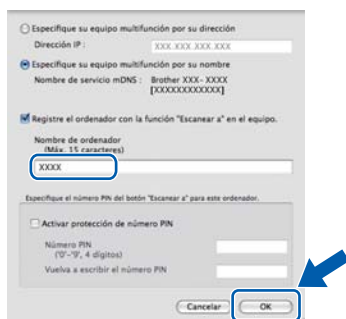 Especifique su equipo multifunción por su dirección
Dirección IP : XXX XXX XXX XXX
Especifique su equipo multifunción por su nombre
Nombre de servicio mDNS : Brother XXX- XXXX
[XXXXXXXXXXXX]
Registre el ordenador con la función "Escanear a" en el equipo.
Nombre de ordenador
(Máx. 15 caracteres)
XXXX
Especifique el número PIN del botón "Escanear a" para este ordenador.
Activar protección de número PIN
Número PIN
('0'-'9', 4 dígitos)
Vuelva a escribir el número PIN
Cancelar OK